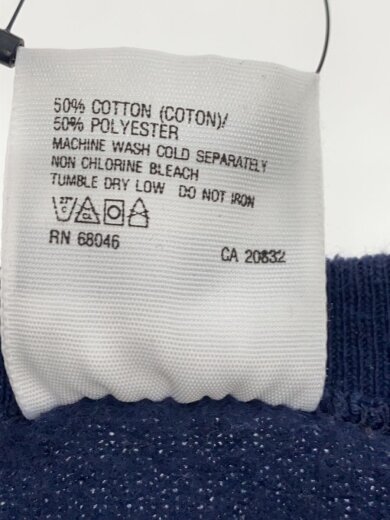 50% COTTON (COTON)/
50% POLYESTER
MACHINE WASH COLD SEPARATELY
NON CHLORINE BLEACH
TUMBLE DRY LOW DO NOT IRON
RN 68046 CA 20832